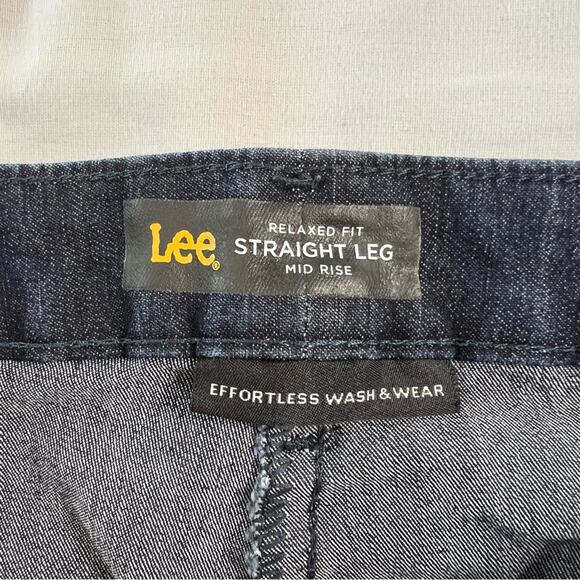 Lee®
RELAXED FIT
STRAIGHT LEG
MID RISE
EFFORTLESS WASH & WEAR